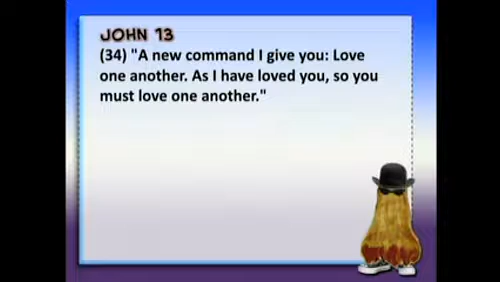 JOHN 13
(34) "A new command I give you: Love
one another. As I have loved you, so you
must love one another."